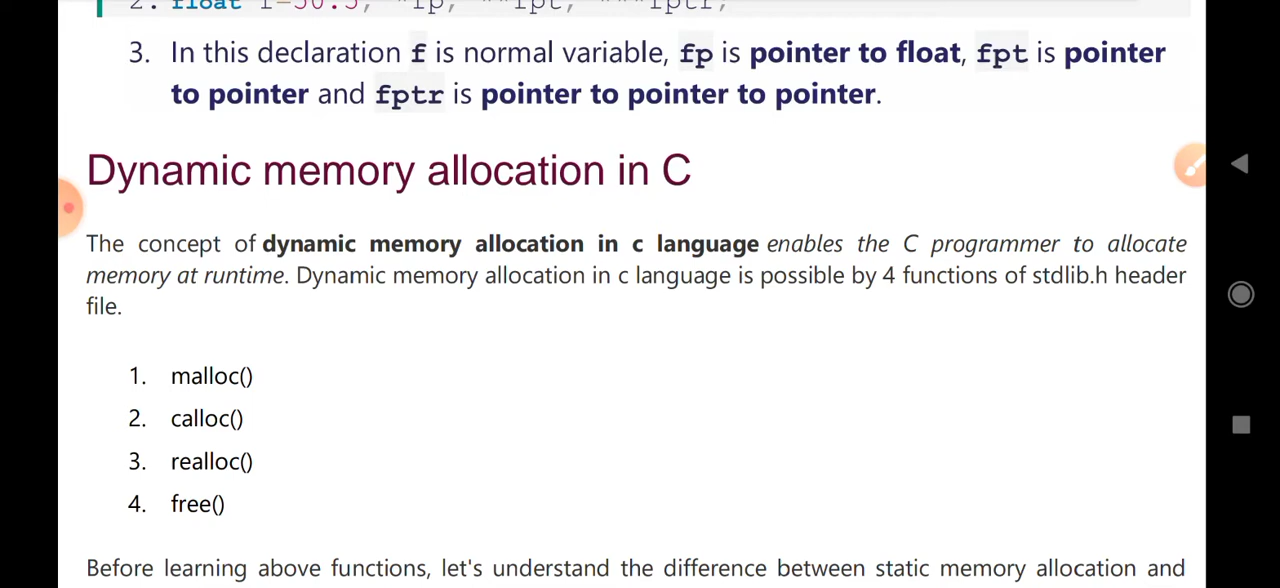 3. In this declaration f is normal variable, fp is pointer to float, fpt is pointer
to pointer and fptr is pointer to pointer to pointer.
Dynamic memory allocation in C
The concept of dynamic memory allocation in c language enables the C programmer to allocate
memory at runtime. Dynamic memory allocation in c language is possible by 4 functions of stdlib.h header
file.
1. malloc()
2. calloc()
3. realloc()
4. free()
Before learning above functions, let's understand the difference between static memory allocation and